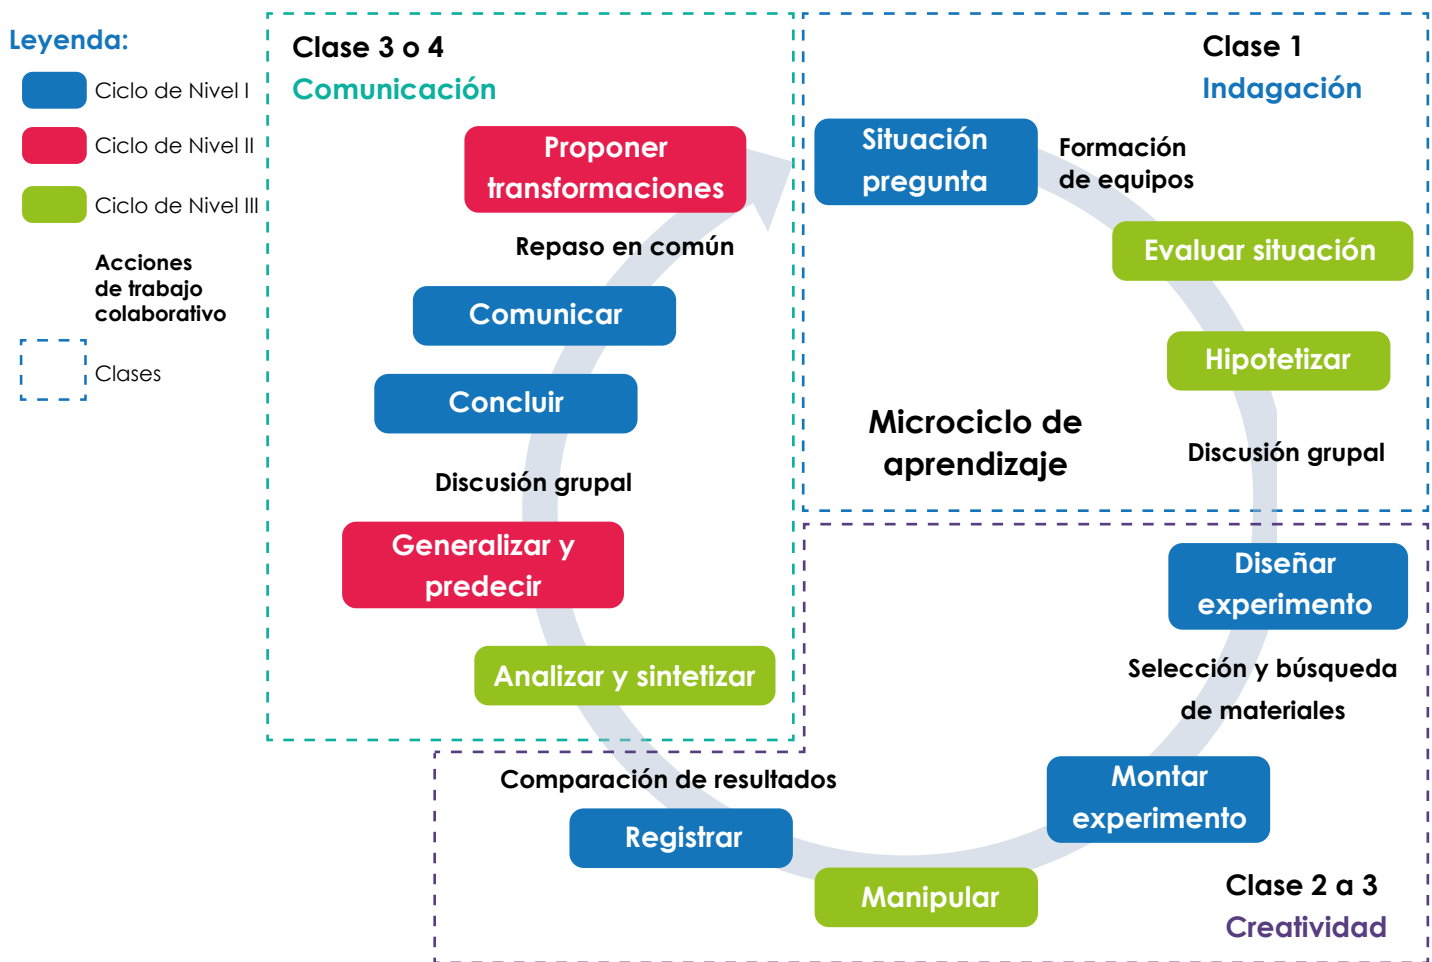 Leyenda:
Ciclo de Nivel I
Ciclo de Nivel II
Ciclo de Nivel III
Acciones
de trabajo
colaborativo
Clases
Clase 3 o 4
Comunicación
Proponer
transformaciones
Repaso en común
Comunicar
Concluir
Discusión grupal
Generalizar y
predecir
Analizar y sintetizar
Clase 1
Indagación
Situación
pregunta
Formación
de equipos
Evaluar situación
Hipotetizar
Microciclo de
aprendizaje
Discusión grupal
Diseñar
experimento
Selección y búsqueda
de materiales
Montar
experimento
Comparación de resultados
Registrar
Manipular
Clase 2 a 3
Creatividad